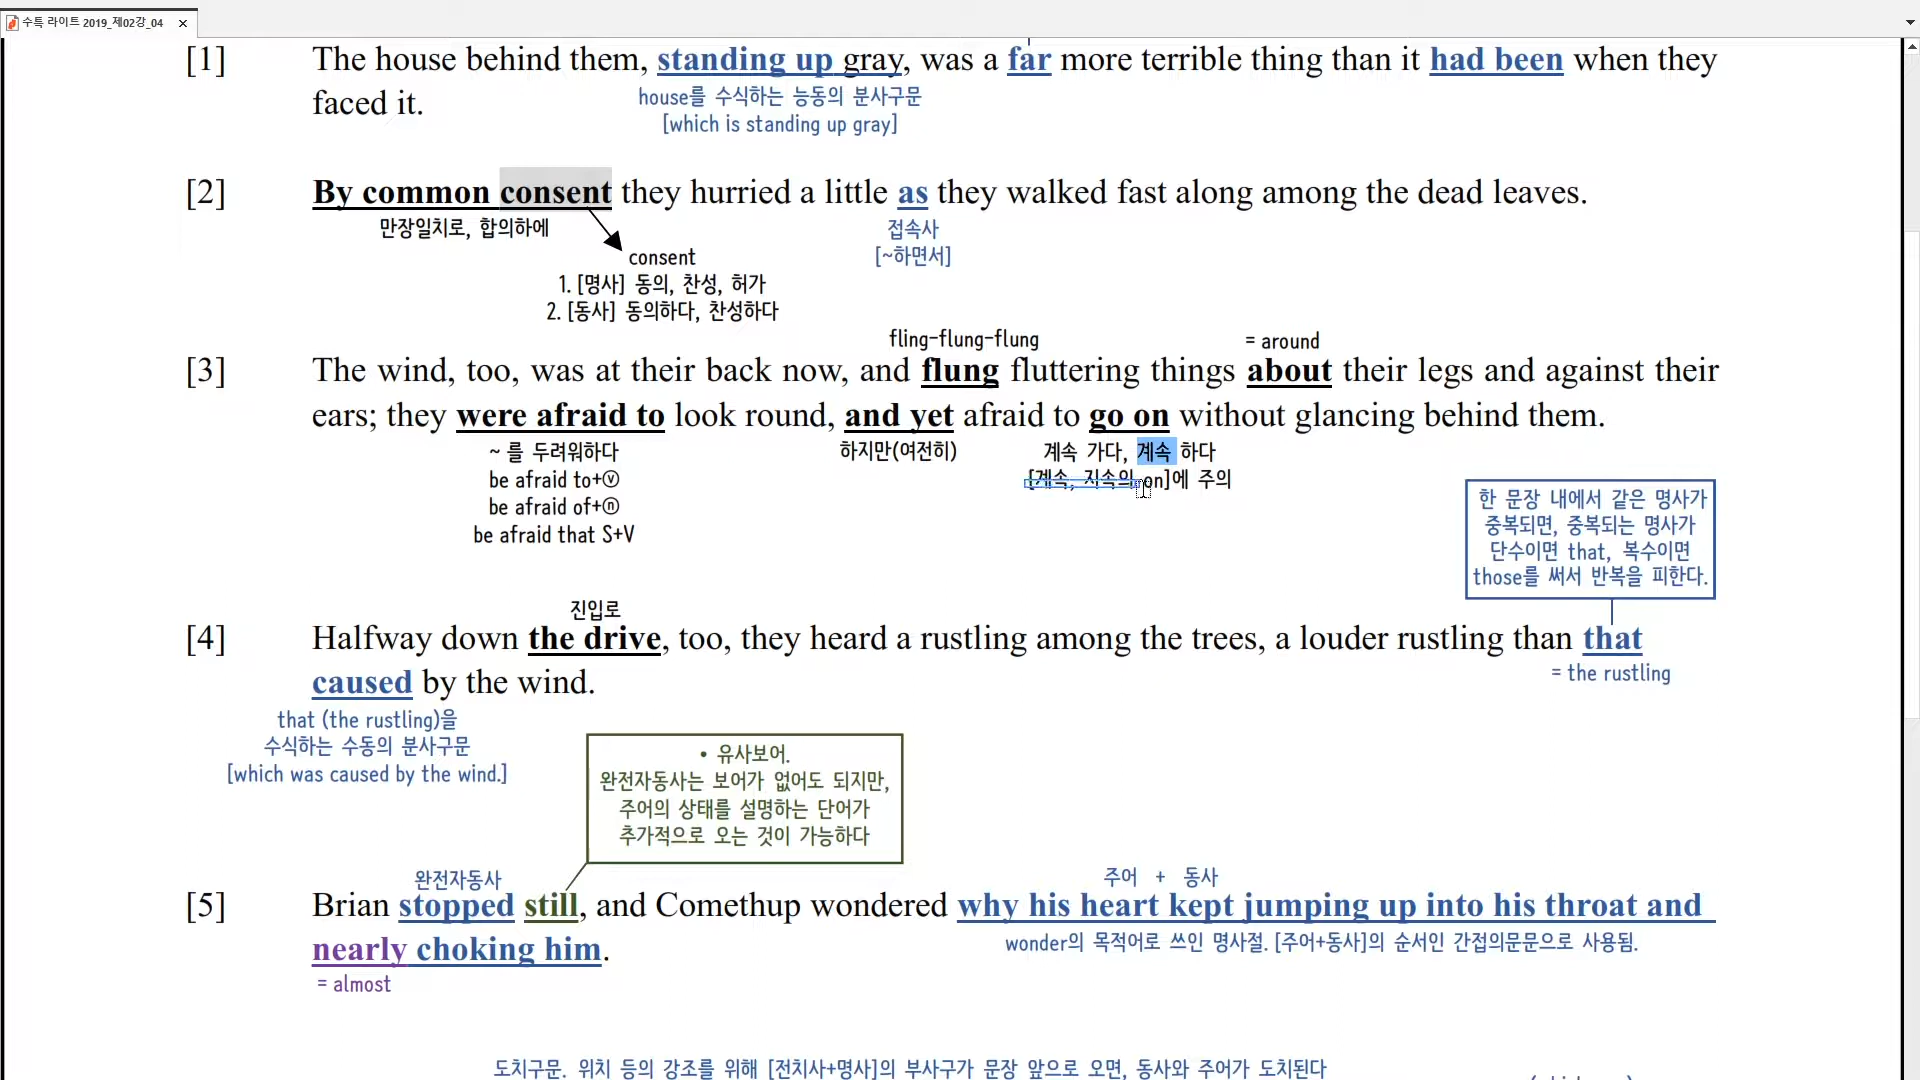 수특 라이트 2019_제02강_04
[1] The house behind them, standing up gray, was a far more terrible thing than it had been when they
faced it.
house를 수식하는 능동의 분사구문
[which is standing up gray]
[2] By common consent they hurried a little as they walked fast along among the dead leaves.
만장일치로, 합의하에
접속사
[~하면서]
consent
1. [명사] 동의, 찬성, 허가
2. [동사] 동의하다, 찬성하다
fling-flung-flung
= around
[3] The wind, too, was at their back now, and flung fluttering things about their legs and against their
ears; they were afraid to look round, and yet afraid to go on without glancing behind them.
~ 를 두려워하다
be afraid to+ⓥ
be afraid of+ⓝ
be afraid that S+V
하지만(여전히)
계속 가다, 계속 하다
[계속, 지속의 on]에 주의
한 문장 내에서 같은 명사가
중복되면, 중복되는 명사가
단수이면 that, 복수이면
those를 써서 반복을 피한다.
진입로
[4] Halfway down the drive, too, they heard a rustling among the trees, a louder rustling than that
= the rustling
caused by the wind.
that (the rustling)을
수식하는 수동의 분사구문
[which was caused by the wind.]
• 유사보어.
완전자동사는 보어가 없어도 되지만,
주어의 상태를 설명하는 단어가
추가적으로 오는 것이 가능하다
완전자동사
주어 + 동사
[5] Brian stopped still, and Comethup wondered why his heart kept jumping up into his throat and
wonder의 목적어로 쓰인 명사절. [주어+동사]의 순서인 간접의문문으로 사용됨.
nearly choking him.
= almost
도치구문. 위치 등의 강조를 위해 [전치사+명사]의 부사구가 문장 앞으로 오면, 동사와 주어가 도치된다